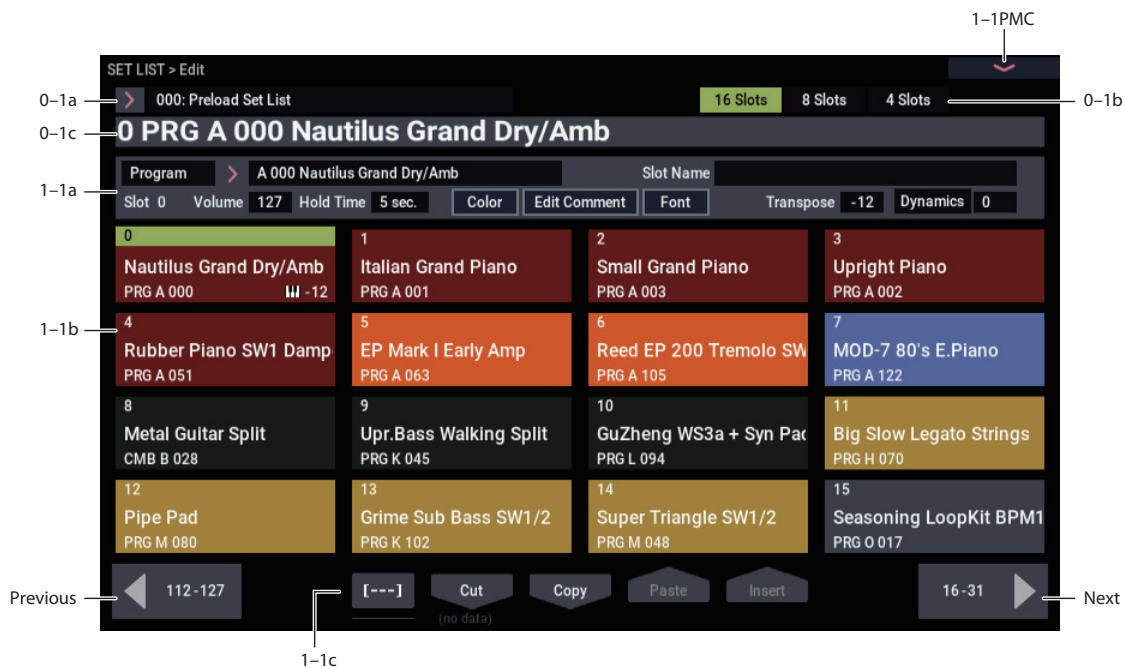 1–1PMC
SET LIST > Edit
0–1a
000: Preload Set List
16 Slots
8 Slots
4 Slots
0–1b
0–1c
0 PRG A 000 Nautilus Grand Dry/Amb
1–1a
Program
A 000 Nautilus Grand Dry/Amb
Slot Name
Slot 0
Volume 127
Hold Time 5 sec.
Color
Edit Comment
Font
Transpose -12
Dynamics 0
0
Nautilus Grand Dry/Amb
PRG A 000
-12
1
Italian Grand Piano
PRG A 001
2
Small Grand Piano
PRG A 003
3
Upright Piano
PRG A 002
1–1b
4
Rubber Piano SW1 Damp
PRG A 051
5
EP Mark I Early Amp
PRG A 063
6
Reed EP 200 Tremolo SW
PRG A 105
7
MOD-7 80's E.Piano
PRG A 122
8
Metal Guitar Split
CMB B 028
9
Upr.Bass Walking Split
PRG K 045
10
GuZheng WS3a + Syn Pad
PRG L 094
11
Big Slow Legato Strings
PRG H 070
12
Pipe Pad
PRG M 080
13
Grime Sub Bass SW1/2
PRG K 102
14
Super Triangle SW1/2
PRG M 048
15
Seasoning LoopKit BPM1
PRG O 017
Previous
112-127
[---]
Cut
(no data)
Copy
Paste
Insert
16-31
Next
1–1c